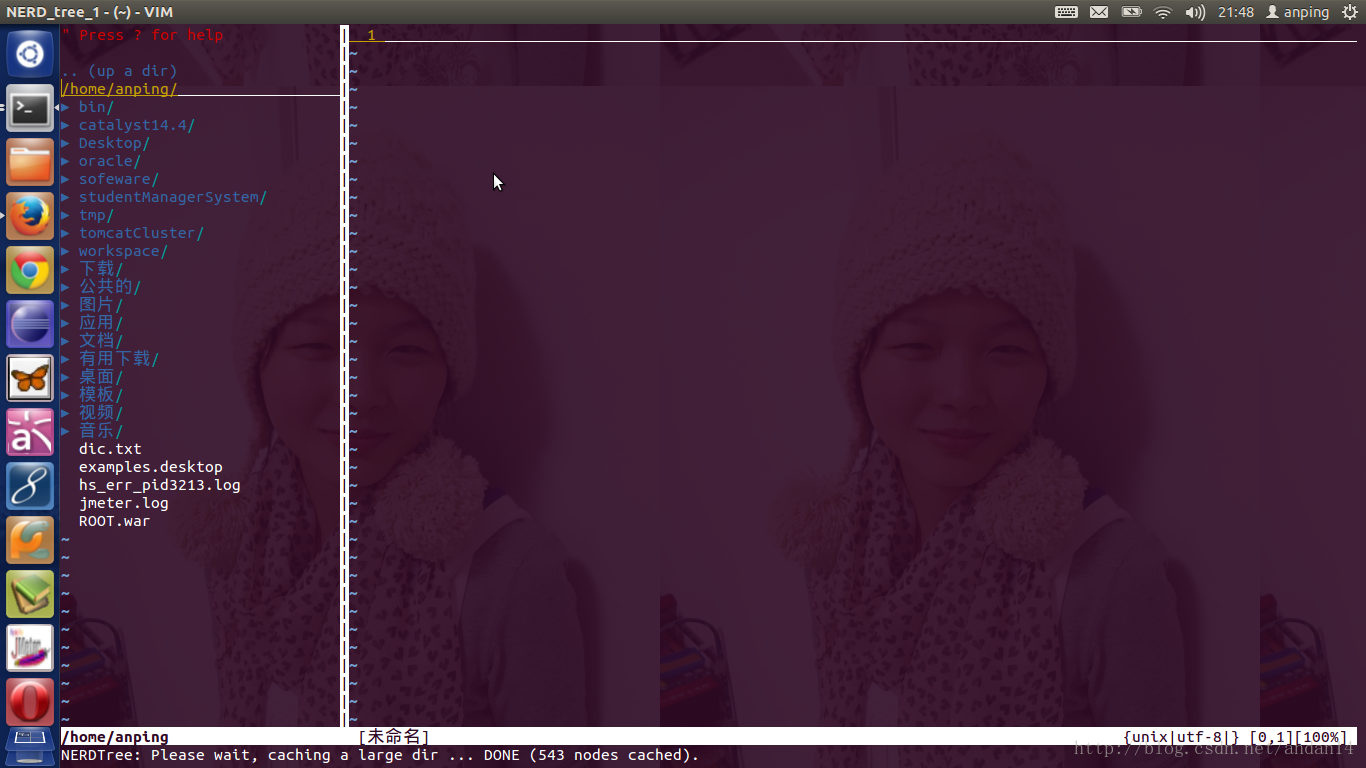 NERD_tree_1 - (~) - VIM
21:48
anping
" Press ? for help
1
.. (up a dir)
/home/anping/
▶ bin/
▶ catalyst14.4/
▶ Desktop/
▶ oracle/
▶ sofeware/
▶ studentManagerSystem/
▶ tmp/
▶ tomcatCluster/
▶ workspace/
▶ 下载/
▶ 公共的/
▶ 图片/
▶ 应用/
▶ 文档/
▶ 有用下载/
▶ 桌面/
▶ 模板/
▶ 视频/
▶ 音乐/
dic.txt
examples.desktop
hs_err_pid3213.log
jmeter.log
ROOT.war
/home/anping
[未命名]
{unix|utf-8|} [0,1][100%]
NERDTree: Please wait, caching a large dir ... DONE (543 nodes cached).
http://blog.csdn.net/andan14